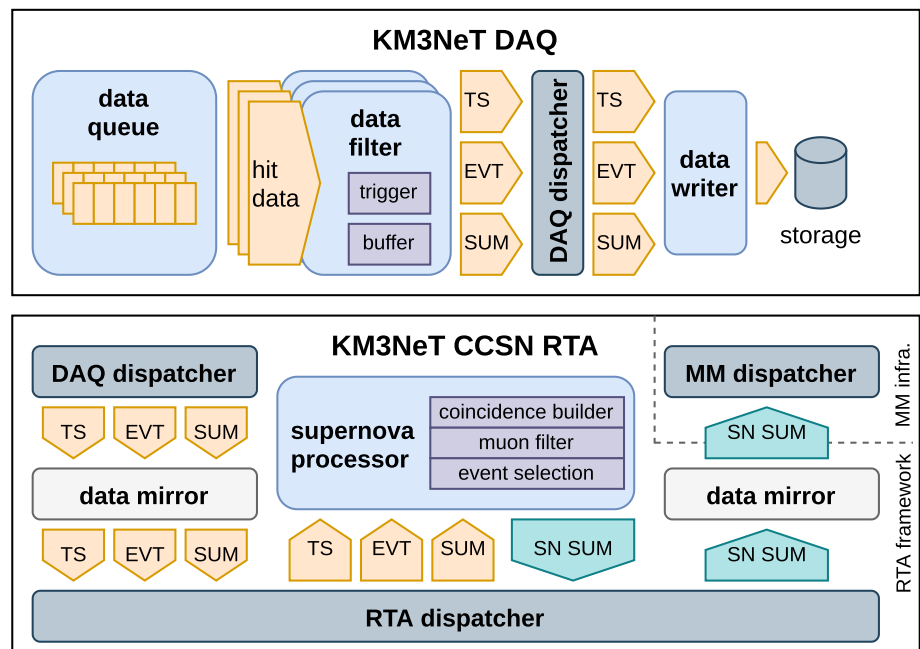 KM3NeT DAQ
data
queue
hit
data
data
filter
trigger
buffer
TS
EVT
SUM
DAQ dispatcher
TS
EVT
SUM
data
writer
storage
KM3NeT CCSN RTA
DAQ dispatcher
TS EVT SUM
data mirror
TS EVT SUM
supernova
processor
coincidence builder
muon filter
event selection
TS EVT SUM SN SUM
MM dispatcher
SN SUM
data mirror
SN SUM
MM infra.
RTA framework
RTA dispatcher